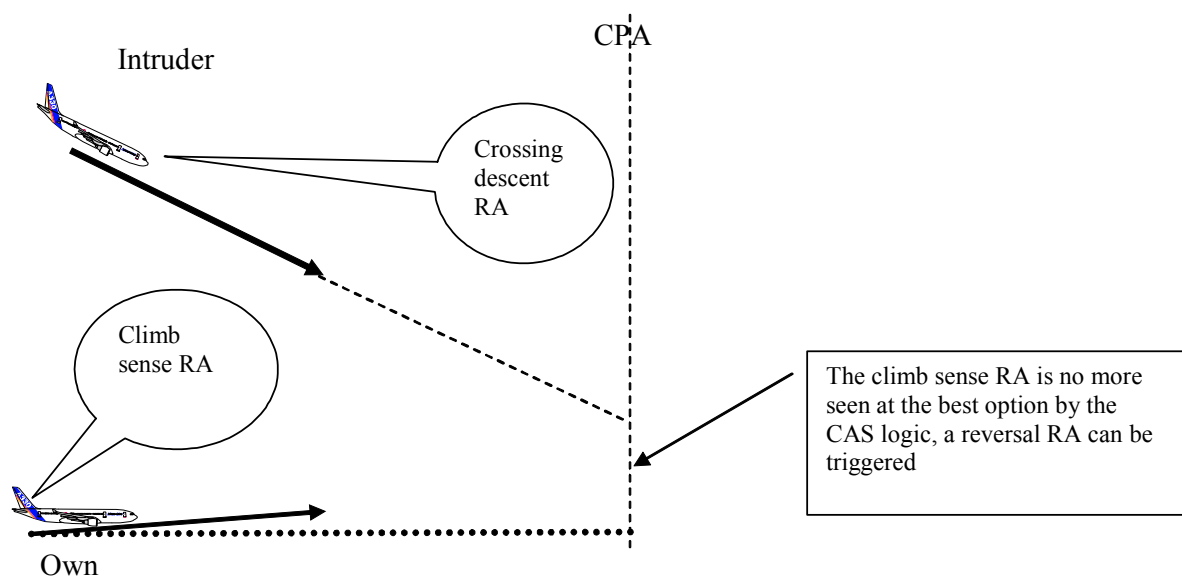 CPA
Intruder
Crossing
descent
RA
Climb
sense RA
The climb sense RA is no more
seen at the best option by the
CAS logic, a reversal RA can be
triggered
Own